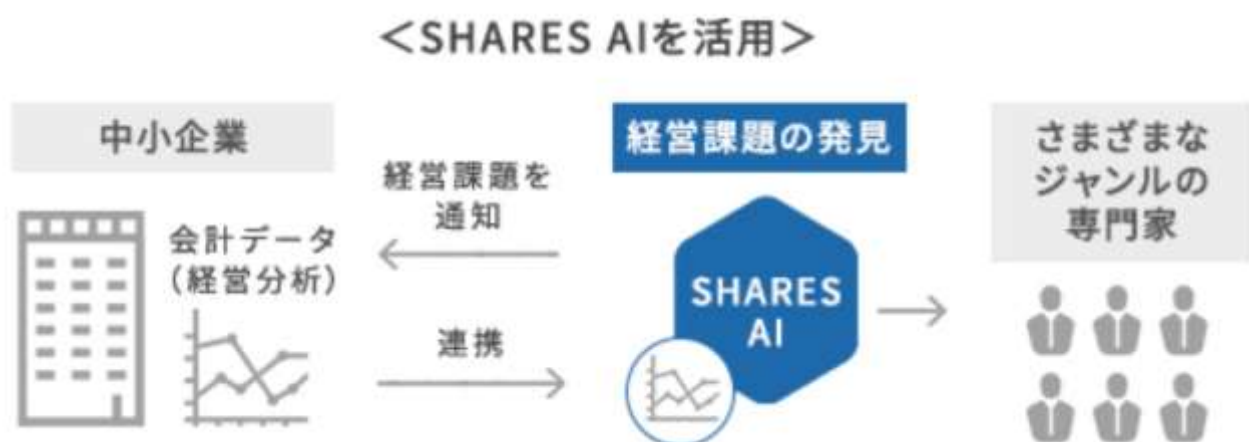 ＜SHARES AIを活用＞
中小企業
会計データ
（経営分析）
経営課題を
通知
連携
経営課題の発見
SHARES
AI
さまざまな
ジャンルの
専門家